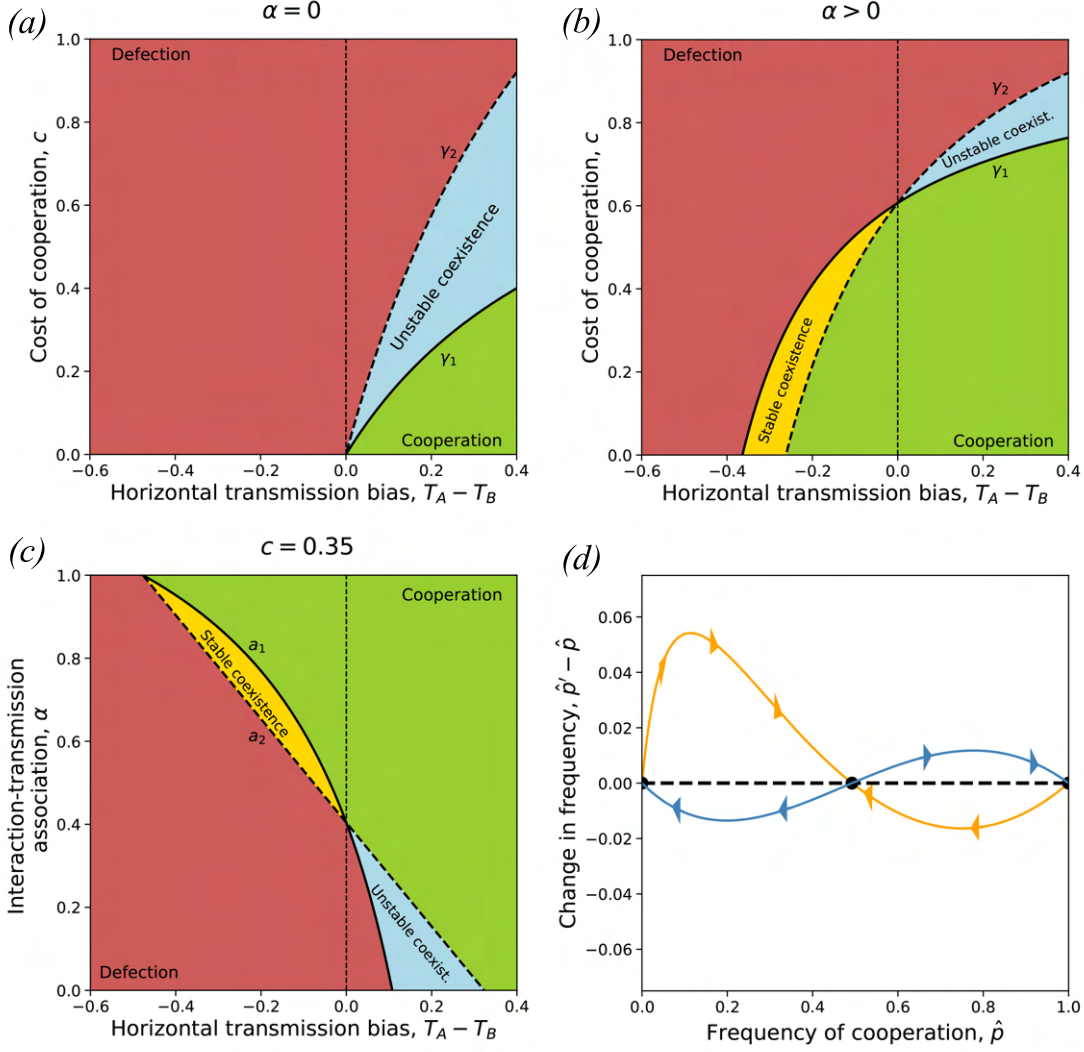 (a)
α = 0
Defection
γ₂
Unstable coexistence
γ₁
Cooperation
1.0
0.8
0.6
0.4
0.2
0.0
−0.6
−0.4
−0.2
0.0
0.2
0.4
Cost of cooperation, c
Horizontal transmission bias, T_A − T_B
(b)
α > 0
Defection
γ₂
Unstable coexist.
γ₁
Stable coexistence
Cooperation
1.0
0.8
0.6
0.4
0.2
0.0
−0.6
−0.4
−0.2
0.0
0.2
0.4
Cost of cooperation, c
Horizontal transmission bias, T_A − T_B
(c)
c = 0.35
Cooperation
a₁
Stable coexistence
a₂
Unstable coexist.
Defection
1.0
0.8
0.6
0.4
0.2
0.0
−0.6
−0.4
−0.2
0.0
0.2
0.4
Interaction-transmission
association, α
Horizontal transmission bias, T_A − T_B
(d)
0.06
0.04
0.02
0.00
−0.02
−0.04
−0.06
0.0
0.2
0.4
0.6
0.8
1.0
Change in frequency, p̂′ − p̂
Frequency of cooperation, p̂